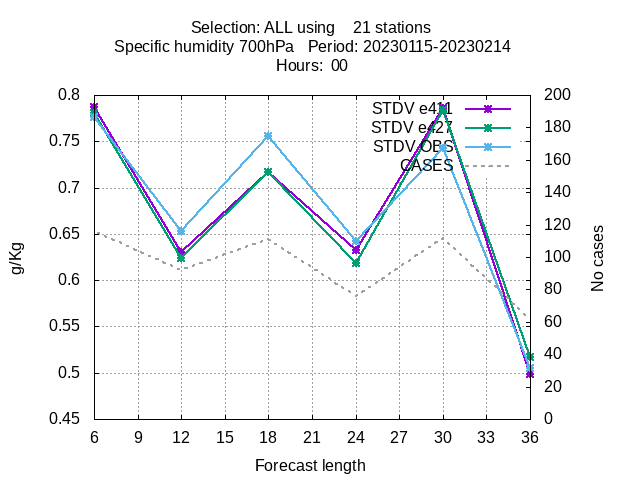 Selection: ALL using    21 stations
Specific humidity 700hPa   Period: 20230115-20230214
Hours:  00
STDV e411
STDV e427
STDV OBS
CASES
g/Kg
0.8
0.75
0.7
0.65
0.6
0.55
0.5
0.45
200
180
160
140
120
100
80
60
40
20
0
No cases
6 9 12 15 18 21 24 27 30 33 36
Forecast length